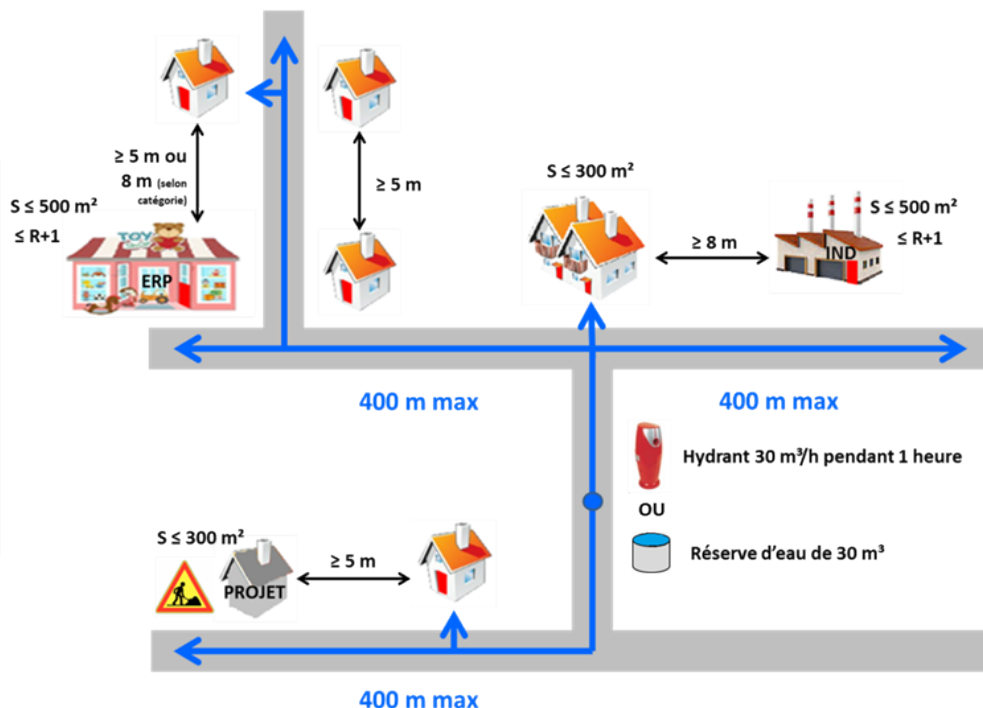 ≥ 5 m ou
8 m (selon
catégorie)
S ≤ 500 m²
≤ R+1
TOY
ERP
≥ 5 m
S ≤ 300 m²
≥ 8 m
S ≤ 500 m²
≤ R+1
IND
400 m max
400 m max
Hydrant 30 m³/h pendant 1 heure
OU
Réserve d'eau de 30 m³
S ≤ 300 m²
PROJET
≥ 5 m
400 m max